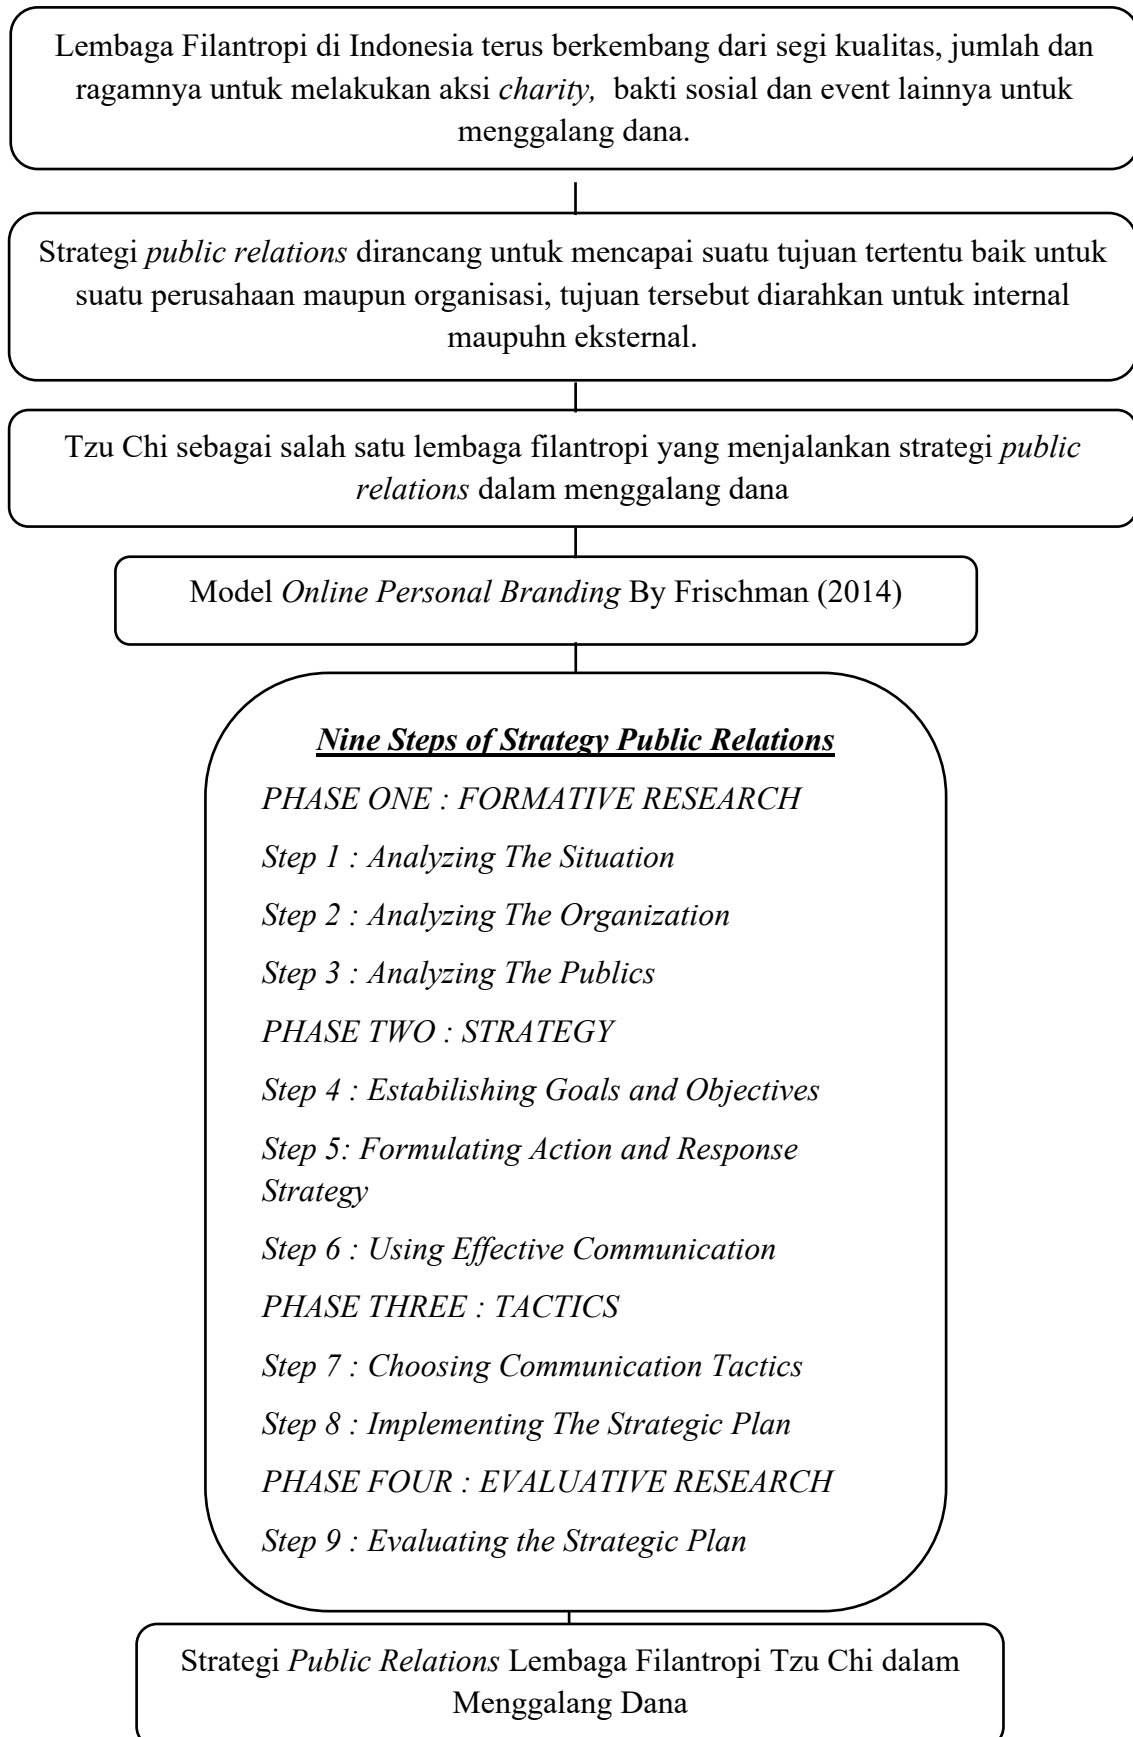 Lembaga Filantropi di Indonesia terus berkembang dari segi kualitas, jumlah dan
ragamnya untuk melakukan aksi charity,  bakti sosial dan event lainnya untuk
menggalang dana.
Strategi public relations dirancang untuk mencapai suatu tujuan tertentu baik untuk
suatu perusahaan maupun organisasi, tujuan tersebut diarahkan untuk internal
maupuhn eksternal.
Tzu Chi sebagai salah satu lembaga filantropi yang menjalankan strategi public
relations dalam menggalang dana
Model Online Personal Branding By Frischman (2014)
Nine Steps of Strategy Public Relations
PHASE ONE : FORMATIVE RESEARCH
Step 1 : Analyzing The Situation
Step 2 : Analyzing The Organization
Step 3 : Analyzing The Publics
PHASE TWO : STRATEGY
Step 4 : Estabilishing Goals and Objectives
Step 5: Formulating Action and Response
Strategy
Step 6 : Using Effective Communication
PHASE THREE : TACTICS
Step 7 : Choosing Communication Tactics
Step 8 : Implementing The Strategic Plan
PHASE FOUR : EVALUATIVE RESEARCH
Step 9 : Evaluating the Strategic Plan
Strategi Public Relations Lembaga Filantropi Tzu Chi dalam
Menggalang Dana